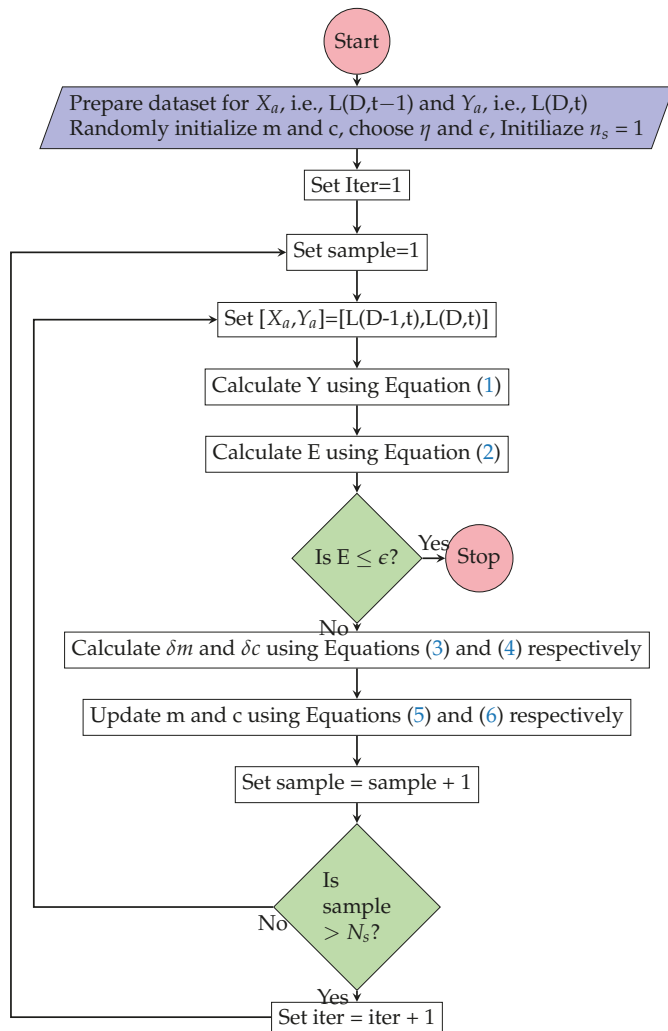 Start
Prepare dataset for Xₐ, i.e., L(D,t−1) and Yₐ, i.e., L(D,t)
Randomly initialize m and c, choose η and ϵ, Initiliaze nₛ = 1
Set Iter=1
Set sample=1
Set [Xₐ,Yₐ]=[L(D-1,t),L(D,t)]
Calculate Y using Equation (1)
Calculate E using Equation (2)
Is E ≤ ϵ?
Yes
Stop
No
Calculate δm and δc using Equations (3) and (4) respectively
Update m and c using Equations (5) and (6) respectively
Set sample = sample + 1
Is
sample
> Nₛ?
No
Yes
Set iter = iter + 1